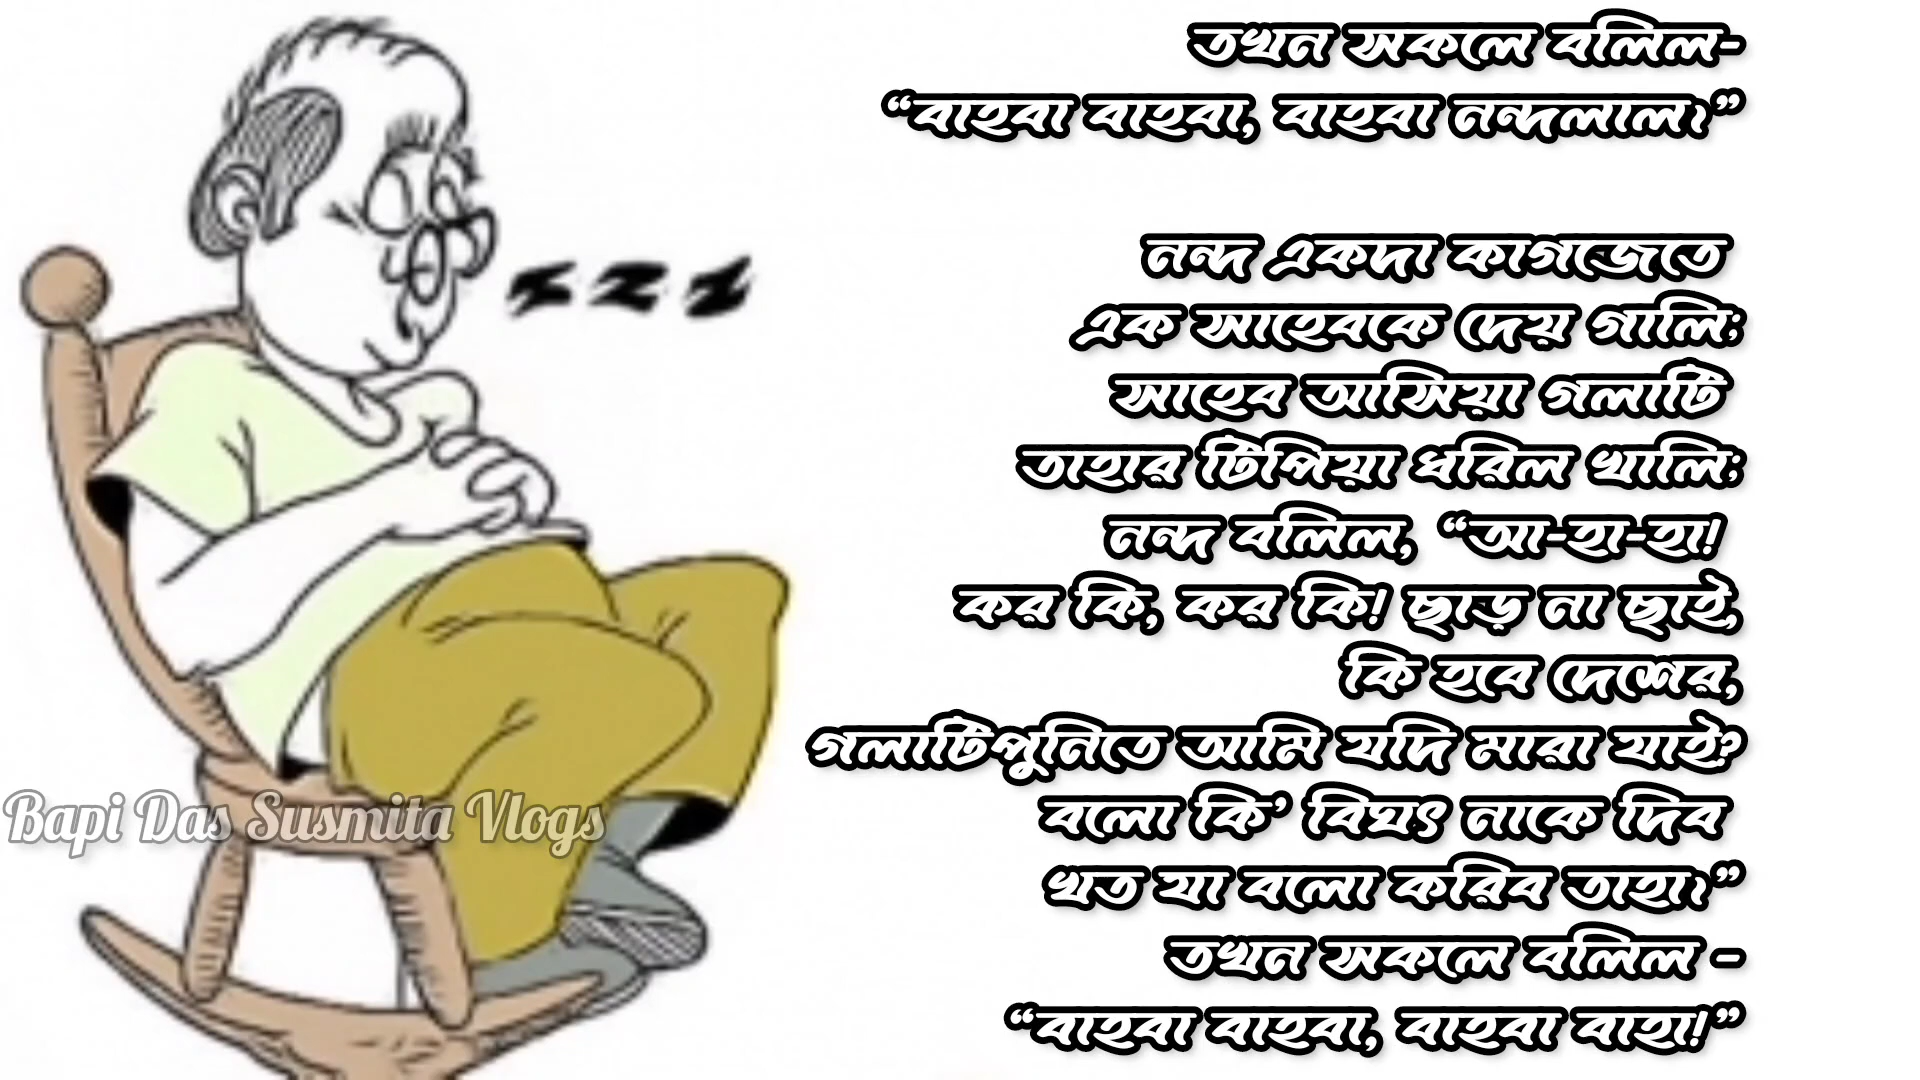 তখন সকলে বলিল-
“বাহবা বাহবা, বাহবা নন্দলাল।”
নন্দ একদা কাগজেতে
এক সাহেবকে দেয় গালি;
সাহেব আসিয়া গলাটি
তাহার টিপিয়া ধরিল খালি;
নন্দ বলিল, “আ-হা-হা!
কর কি, কর কি! ছাড় না ছাই,
কি হবে দেশের,
গলাটিপুনিতে আমি যদি মারা যাই?
বলো কি’ বিঘৎ নাকে দিব
খত যা বলো করিব তাহা।”
তখন সকলে বলিল -
“বাহবা বাহবা, বাহবা বাহা!”
zzz
Bapi Das Susmita Vlogs